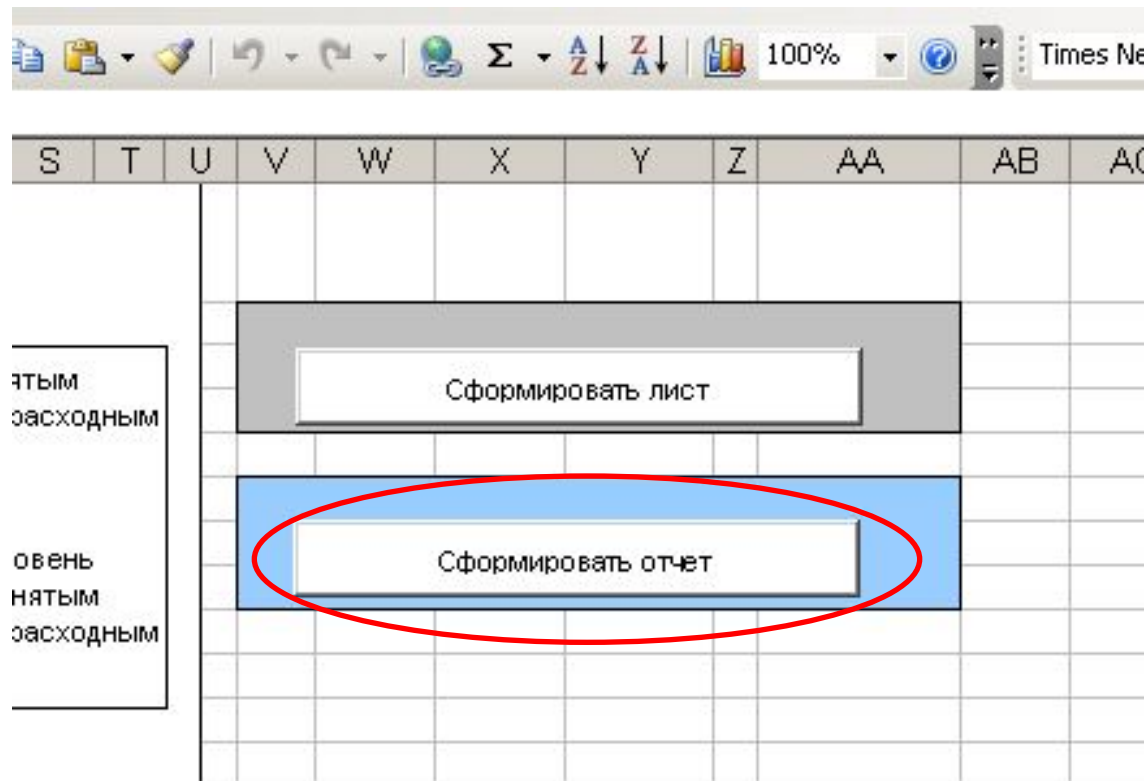 Σ A Z Z A 100% ? Times Ne
S T U V W X Y Z AA AB AC
ятым
расходным
Сформировать лист
овень
нятым
расходным
Сформировать отчет